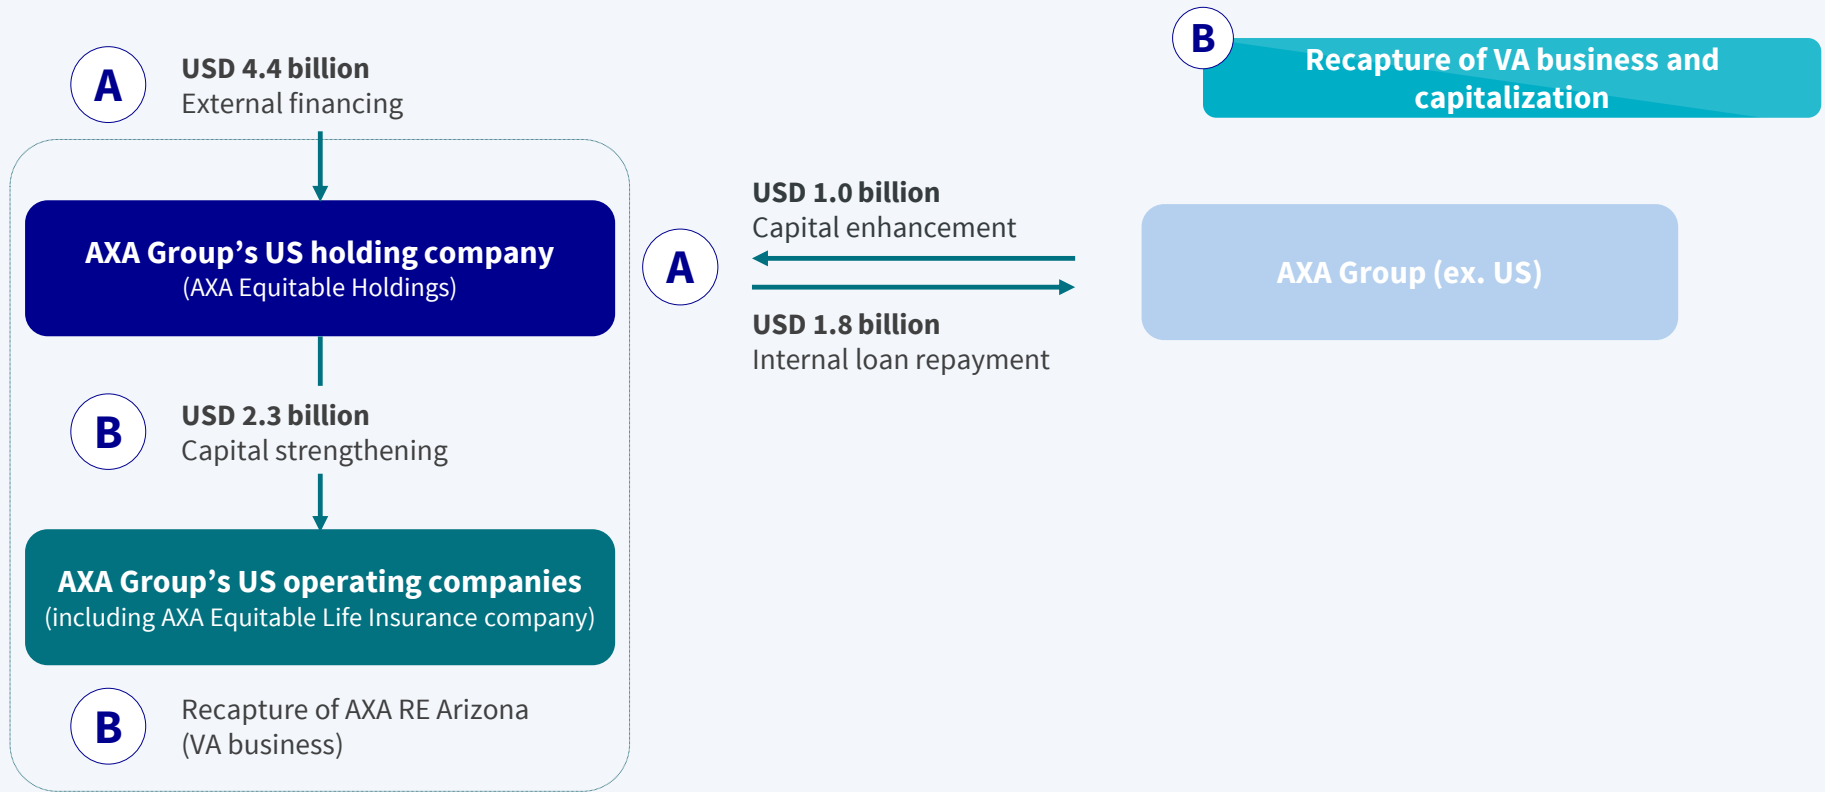 A
USD 4.4 billion
External financing
AXA Group’s US holding company
(AXA Equitable Holdings)
B
USD 2.3 billion
Capital strengthening
AXA Group’s US operating companies
(including AXA Equitable Life Insurance company)
B
Recapture of AXA RE Arizona
(VA business)
A
USD 1.0 billion
Capital enhancement
USD 1.8 billion
Internal loan repayment
B
Recapture of VA business and
capitalization
AXA Group (ex. US)